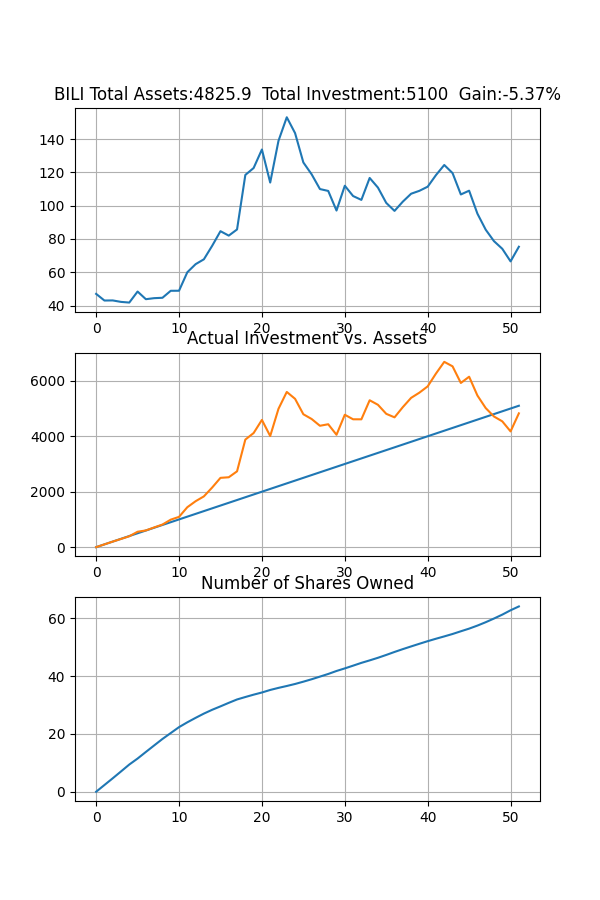 BILI Total Assets:4825.9  Total Investment:5100  Gain:-5.37%
140
120
100
80
60
40
0 10 20 30 40 50
Actual Investment vs. Assets
6000
4000
2000
0
0 10 20 30 40 50
Number of Shares Owned
60
40
20
0
0 10 20 30 40 50